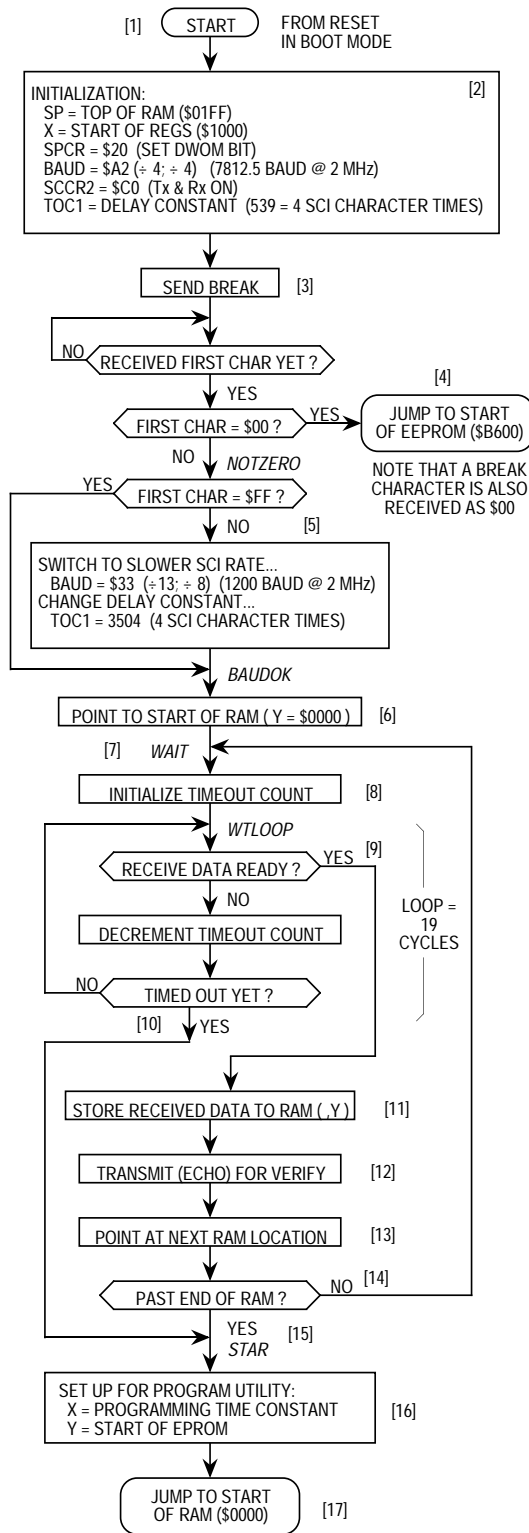 [1]
START
FROM RESET
IN BOOT MODE
[2]
INITIALIZATION:
SP = TOP OF RAM ($01FF)
X = START OF REGS ($1000)
SPCR = $20 (SET DWOM BIT)
BAUD = $A2 (÷ 4; ÷ 4) (7812.5 BAUD @ 2 MHz)
SCCR2 = $C0 (Tx & Rx ON)
TOC1 = DELAY CONSTANT (539 = 4 SCI CHARACTER TIMES)
SEND BREAK
[3]
NO
RECEIVED FIRST CHAR YET ?
YES
[4]
FIRST CHAR = $00 ?
YES
JUMP TO START
OF EEPROM ($B600)
NOTE THAT A BREAK
CHARACTER IS ALSO
RECEIVED AS $00
NO
NOTZERO
YES
FIRST CHAR = $FF ?
NO
[5]
SWITCH TO SLOWER SCI RATE...
BAUD = $33 (÷13; ÷ 8) (1200 BAUD @ 2 MHz)
CHANGE DELAY CONSTANT...
TOC1 = 3504 (4 SCI CHARACTER TIMES)
BAUDOK
POINT TO START OF RAM ( Y = $0000 )
[6]
[7]
WAIT
INITIALIZE TIMEOUT COUNT
[8]
WTLOOP
RECEIVE DATA READY ?
YES
[9]
NO
DECREMENT TIMEOUT COUNT
LOOP =
19
CYCLES
NO
TIMED OUT YET ?
[10]
YES
STORE RECEIVED DATA TO RAM ( ,Y )
[11]
TRANSMIT (ECHO) FOR VERIFY
[12]
POINT AT NEXT RAM LOCATION
[13]
PAST END OF RAM ?
NO
[14]
YES
[15]
STAR
SET UP FOR PROGRAM UTILITY:
X = PROGRAMMING TIME CONSTANT
Y = START OF EPROM
[16]
JUMP TO START
OF RAM ($0000)
[17]